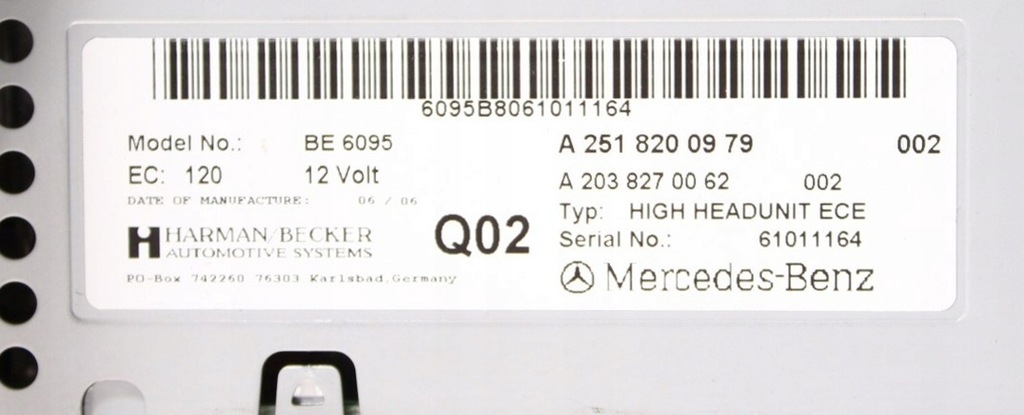 6095B8061011164
Model No.: BE 6095
EC: 120 12 Volt
DATE OF MANUFACTURE: 06 / 06
HARMAN/BECKER
AUTOMOTIVE SYSTEMS
PO-Box 742260 76303 Karlsbad,Germany
Q02
A 251 820 09 79 002
A 203 827 00 62 002
Typ: HIGH HEADUNIT ECE
Serial No.: 61011164
Mercedes-Benz